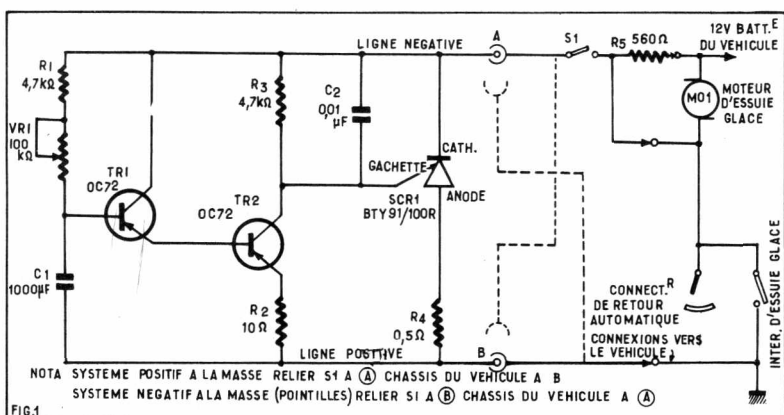 LIGNE NEGATIVE
A
S1
R5 560Ω
12V BATT.E
DU VEHICULE
R1
4,7kΩ
R3
4,7kΩ
C2
0,01
µF
M01
MOTEUR
D'ESSUIE
GLACE
VR1
100
kΩ
CATH.
GACHETTE
TR1
OC72
TR2
OC72
SCR1
BTY 91/100R
ANODE
C1
1000µF
R2
10Ω
R4
0,5Ω
CONNECT.R
DE RETOUR
AUTOMATIQUE
CONNEXIONS VERS
LE VEHICULE
INTER. D'ESSUIE GLACE
LIGNE POSITIVE
B
NOTA SYSTEME POSITIF A LA MASSE RELIER S1 A A CHASSIS DU VEHICULE A B
SYSTEME NEGATIF A LA MASSE (POINTILLES) RELIER S1 A B CHASSIS DU VEHICULE A A
FIG.1